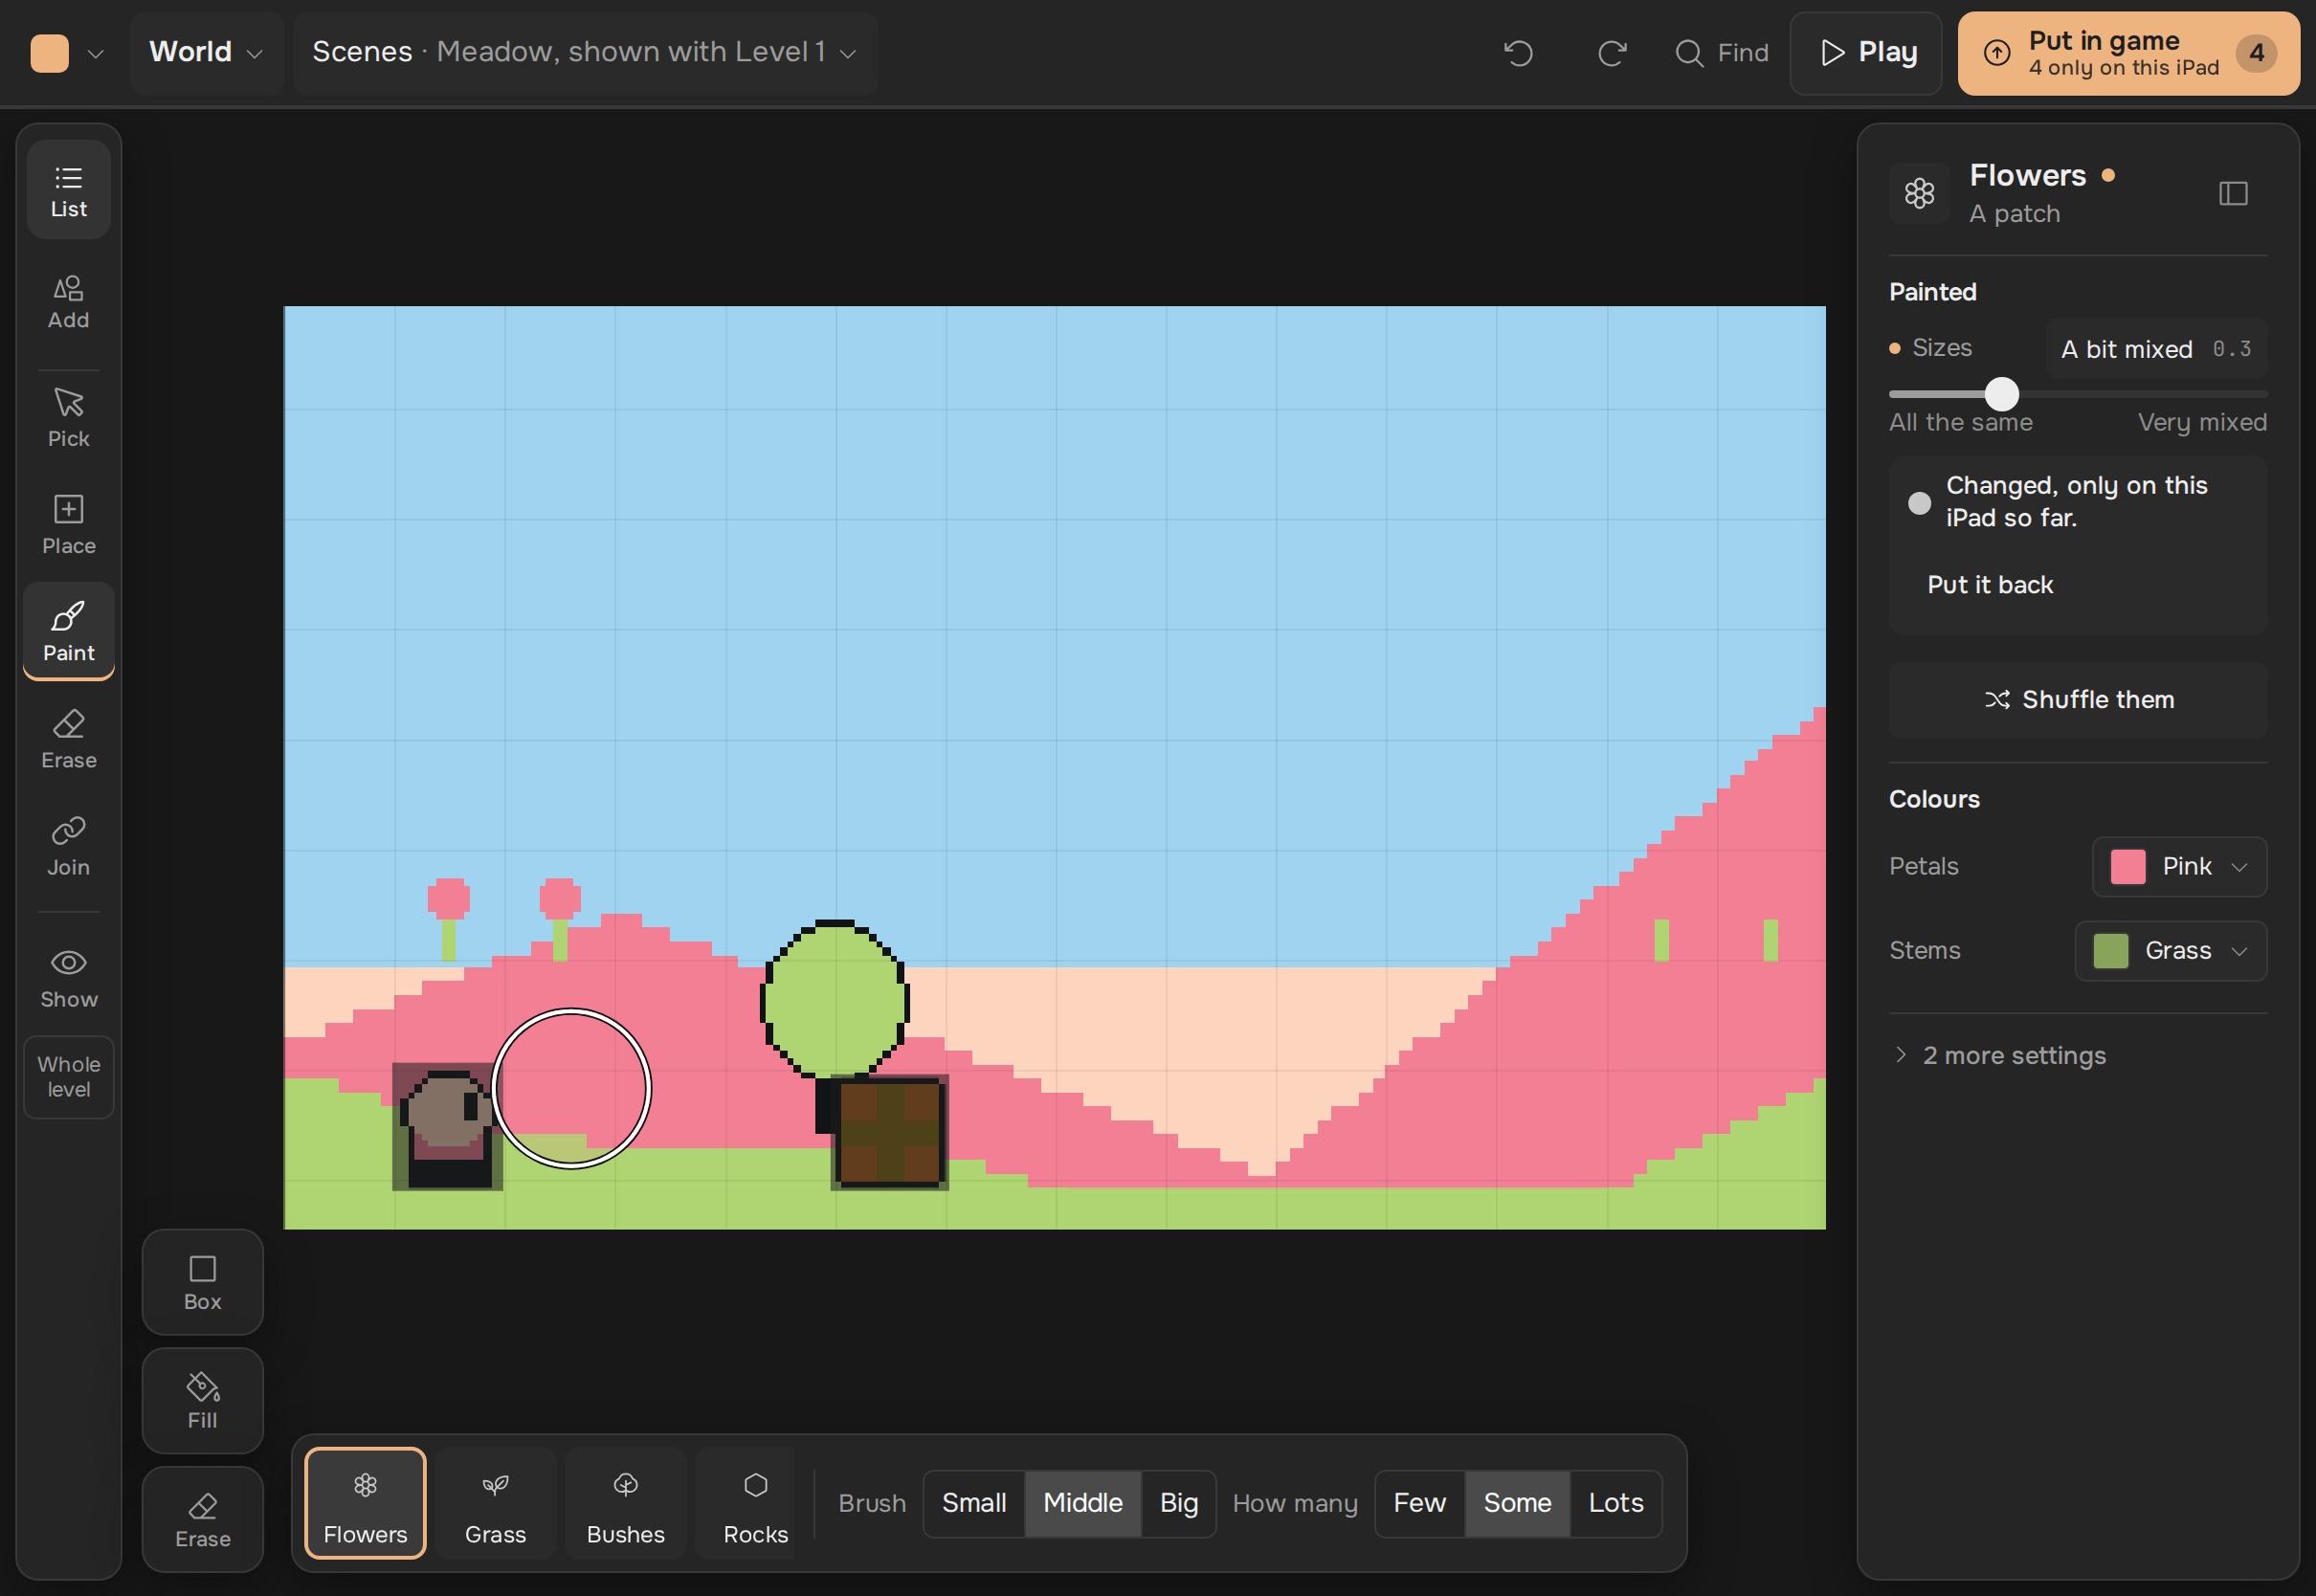 World
Scenes · Meadow, shown with Level 1
Find
Play
Put in game
4 only on this iPad
4
List
Add
Pick
Place
Paint
Erase
Join
Show
Whole
level
Box
Fill
Erase
Flowers
Grass
Bushes
Rocks
Brush
Small
Middle
Big
How many
Few
Some
Lots
Flowers
A patch
Painted
Sizes
A bit mixed 0.3
All the same
Very mixed
Changed, only on this
iPad so far.
Put it back
Shuffle them
Colours
Petals
Pink
Stems
Grass
2 more settings